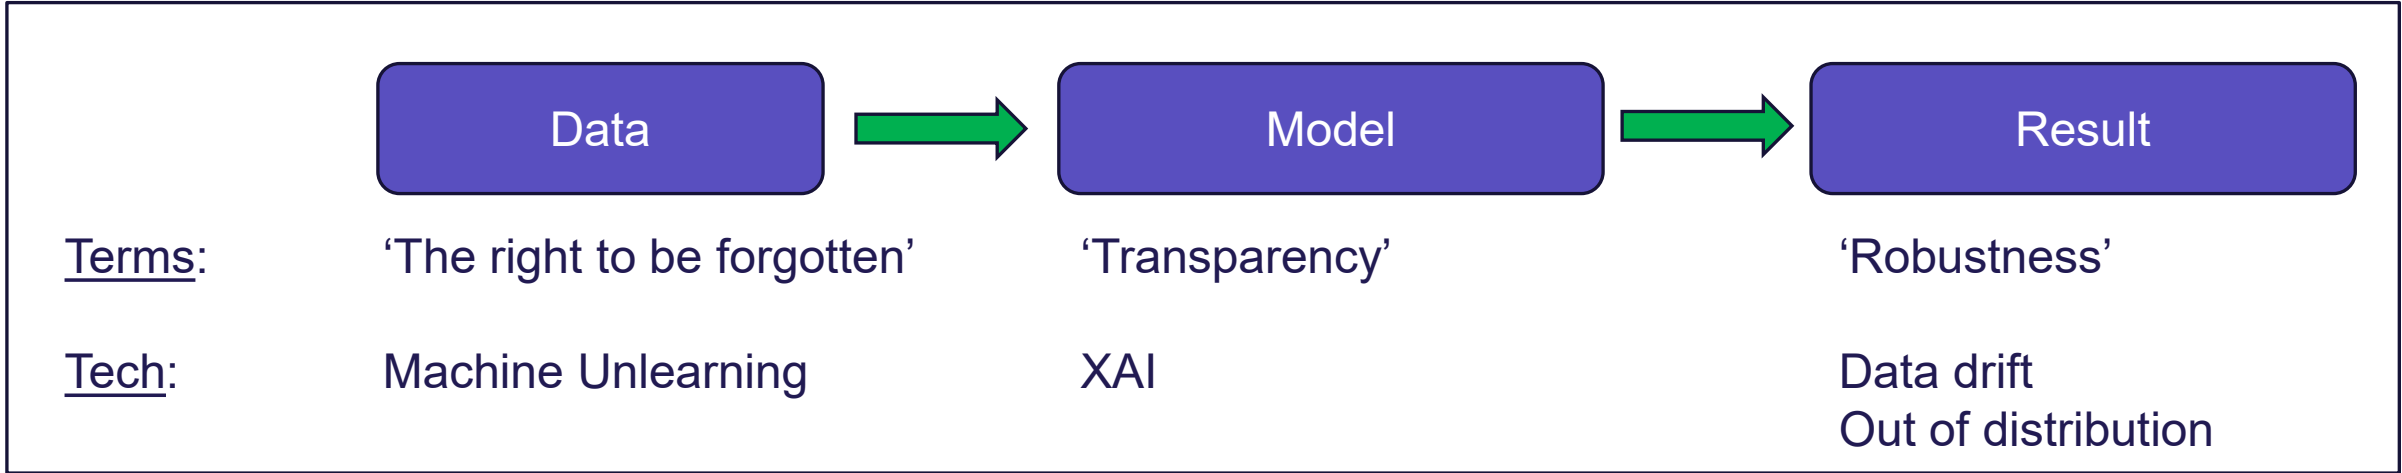 Data
Model
Result
Terms: ‘The right to be forgotten’ ‘Transparency’ ‘Robustness’
Tech: Machine Unlearning XAI Data drift
Out of distribution